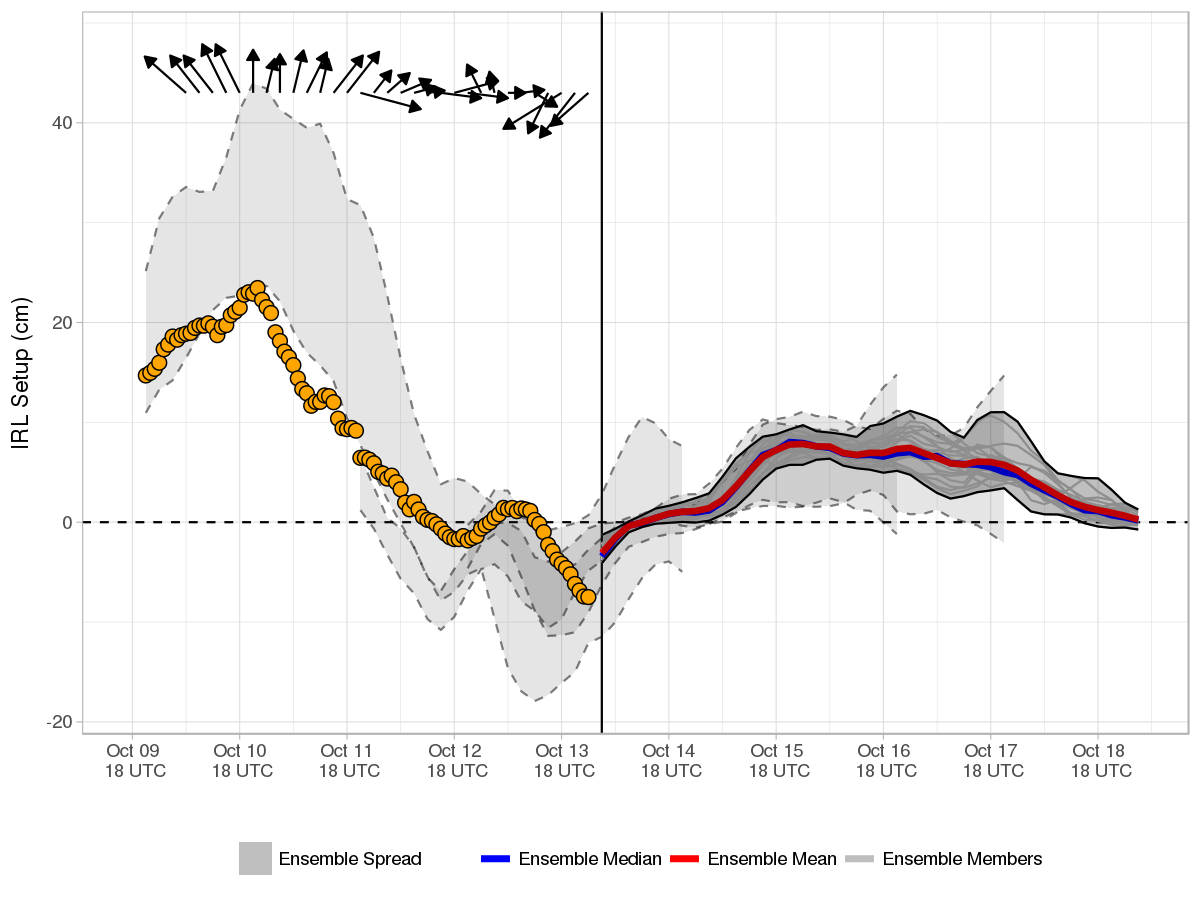 IRL Setup (cm)
40
20
0
-20
Oct 09
18 UTC
Oct 10
18 UTC
Oct 11
18 UTC
Oct 12
18 UTC
Oct 13
18 UTC
Oct 14
18 UTC
Oct 15
18 UTC
Oct 16
18 UTC
Oct 17
18 UTC
Oct 18
18 UTC
Ensemble Spread
Ensemble Median
Ensemble Mean
Ensemble Members